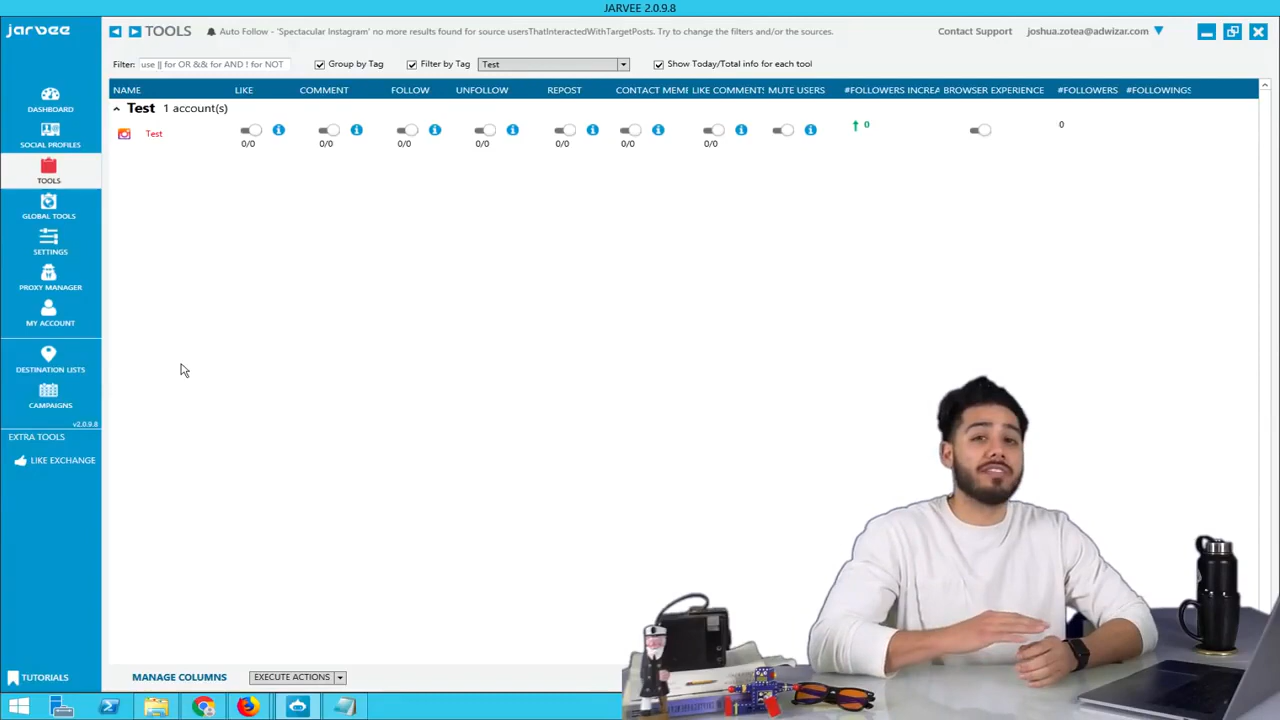 JARVEE 2.0.9.8
jarvee
TOOLS
Auto Follow - 'Spectacular Instagram' no more results found for source usersThatInteractedWithTargetPosts. Try to change the filters and/or the sources.
Contact Support
joshua.zotea@adwizar.com
Filter:
use || for OR && for AND ! for NOT
Group by Tag
Filter by Tag
Test
Show Today/Total info for each tool
NAME LIKE COMMENT FOLLOW UNFOLLOW REPOST CONTACT MEME LIKE COMMENTS MUTE USERS #FOLLOWERS INCREA BROWSER EXPERIENCE #FOLLOWERS #FOLLOWINGS
Test 1 account(s)
Test
0
0
0/0 0/0 0/0 0/0 0/0 0/0 0/0
DASHBOARD
SOCIAL PROFILES
TOOLS
GLOBAL TOOLS
SETTINGS
PROXY MANAGER
MY ACCOUNT
DESTINATION LISTS
CAMPAIGNS
v2.0.9.8
EXTRA TOOLS
LIKE EXCHANGE
TUTORIALS
MANAGE COLUMNS
EXECUTE ACTIONS